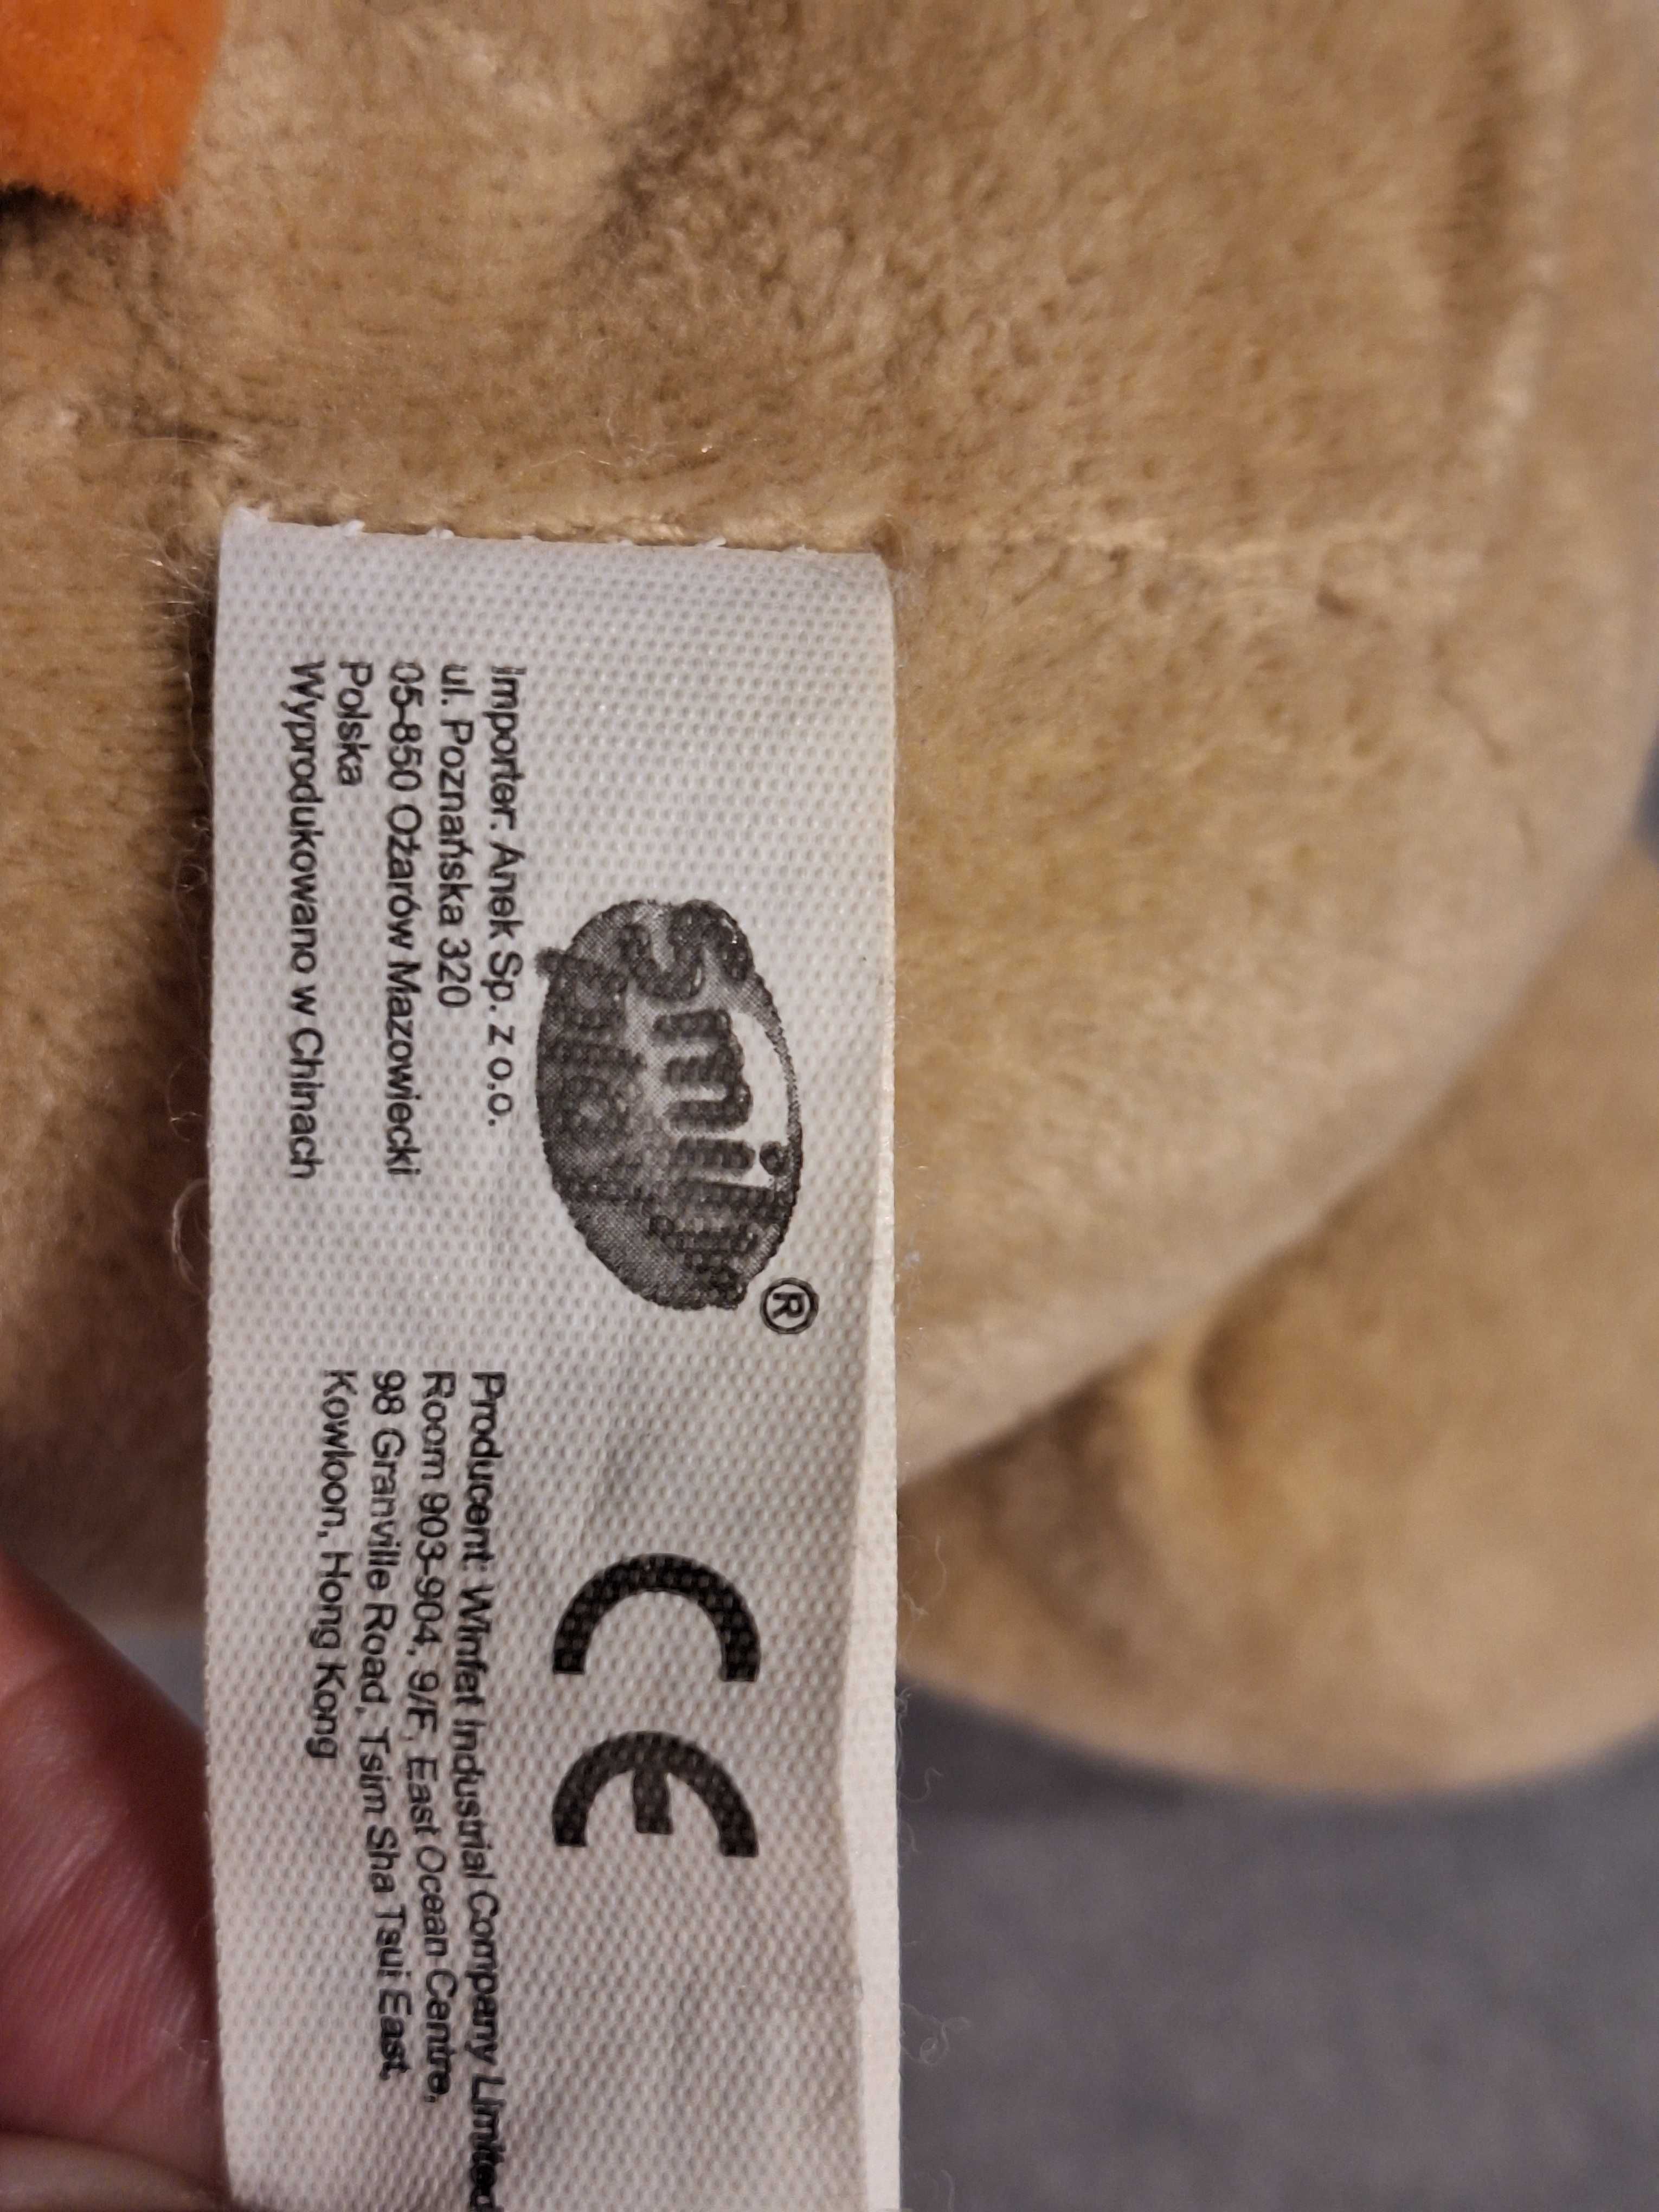 Smily
Play
®
Importer: Anek Sp. z o.o.
ul. Poznańska 320
05-850 Ożarów Mazowiecki
Polska
Wyprodukowano w Chinach
CE
Producent: Winfat Industrial Company Limited
Room 903-904, 9/F, East Ocean Centre,
98 Granville Road, Tsim Sha Tsui East,
Kowloon, Hong Kong